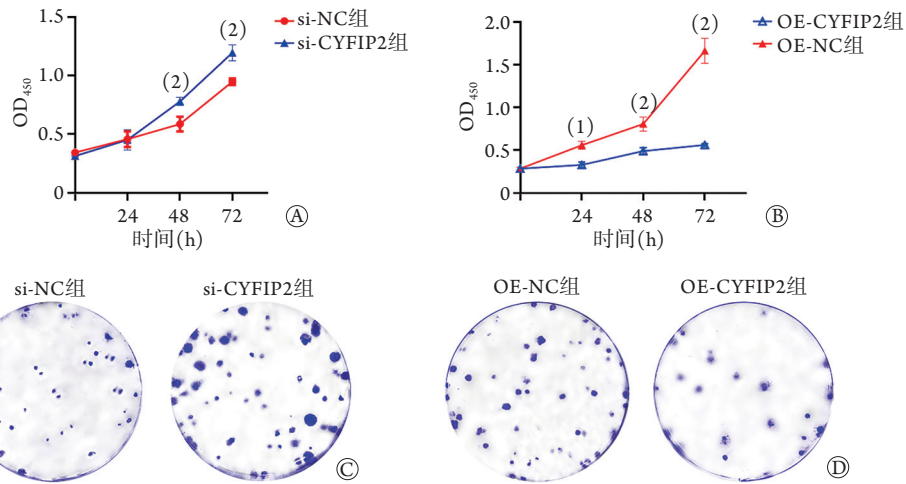 1.5
1.0
0.5
0
OD450
24
48
72
时间(h)
(2)
(2)
si-NC组
si-CYFIP2组
Ⓐ
2.0
1.5
1.0
0.5
0
OD450
24
48
72
时间(h)
(1)
(2)
(2)
OE-CYFIP2组
OE-NC组
Ⓑ
si-NC组
si-CYFIP2组
Ⓒ
OE-NC组
OE-CYFIP2组
Ⓓ